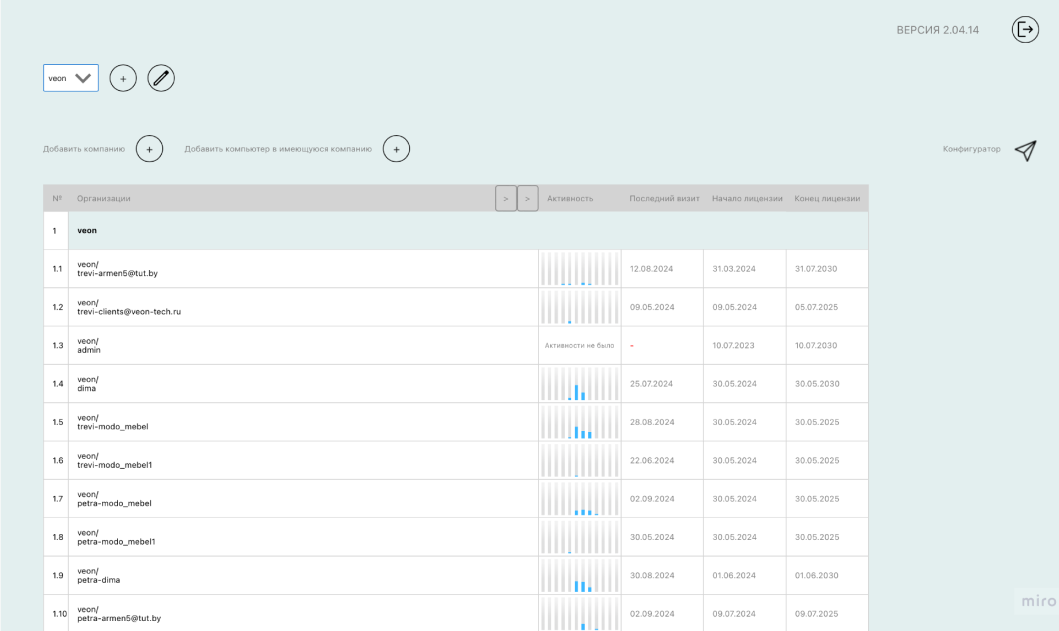 ВЕРСИЯ 2.04.14
veon
+
Добавить компанию
+
Добавить компьютер в имеющуюся компанию
+
Конфигуратор
№ Организации > > Активность Последний визит Начало лицензии Конец лицензии
1 veon
1.1 veon/
trevi-armen5@tut.by
12.08.2024 31.03.2024 31.07.2030
1.2 veon/
trevi-clients@veon-tech.ru
09.05.2024 09.05.2024 05.07.2025
1.3 veon/
admin
Активности не было - 10.07.2023 10.07.2030
1.4 veon/
dima
25.07.2024 30.05.2024 30.05.2030
1.5 veon/
trevi-modo_mebel
28.08.2024 30.05.2024 30.05.2025
1.6 veon/
trevi-modo_mebel1
22.06.2024 30.05.2024 30.05.2025
1.7 veon/
petra-modo_mebel
02.09.2024 30.05.2024 30.05.2025
1.8 veon/
petra-modo_mebel1
30.05.2024 30.05.2024 30.05.2025
1.9 veon/
petra-dima
30.08.2024 01.06.2024 01.06.2030
1.10 veon/
petra-armen5@tut.by
02.09.2024 09.07.2024 09.07.2025
miro